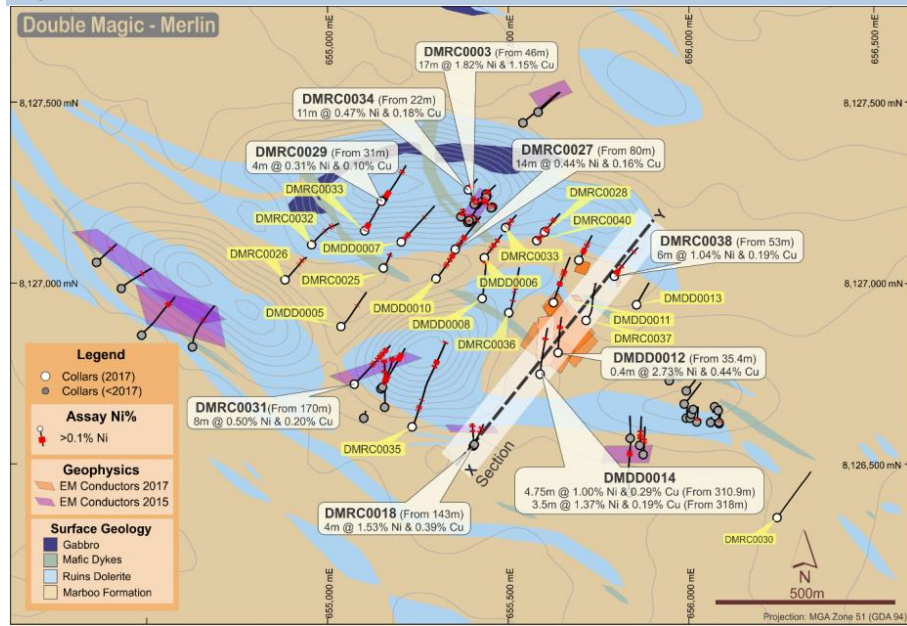 Double Magic - Merlin
655,000 mE
655,500 mE
656,000 mE
656,500 mE
8,127,500 mN
8,127,500 mN
DMRC0003 (From 46m)
17m @ 1.82% Ni & 1.15% Cu
DMRC0034 (From 22m)
11m @ 0.47% Ni & 0.18% Cu
DMRC0029 (From 31m)
4m @ 0.31% Ni & 0.10% Cu
DMRC0027 (From 80m)
14m @ 0.44% Ni & 0.16% Cu
DMRC0033
DMRC0032
DMRC0026
DMDD0007
DMRC0025
DMDD0005
DMDD0010
DMDD0008
DMRC0036
DMDD0006
DMRC0033
DMRC0028
DMRC0040
Y
DMRC0038 (From 53m)
6m @ 1.04% Ni & 0.19% Cu
8,127,000 mN
8,127,000 mN
DMDD0013
DMDD0011
DMRC0037
DMDD0012 (From 35.4m)
0.4m @ 2.73% Ni & 0.44% Cu
DMRC0031 (From 170m)
8m @ 0.50% Ni & 0.20% Cu
DMRC0035
X
Section
DMRC0018 (From 143m)
4m @ 1.53% Ni & 0.39% Cu
DMDD0014
4.75m @ 1.00% Ni & 0.29% Cu (From 310.9m)
3.5m @ 1.37% Ni & 0.19% Cu (From 318m)
8,126,500 mN
DMRC0030
Legend
Collars (2017)
Collars (<2017)
Assay Ni%
>0.1% Ni
Geophysics
EM Conductors 2017
EM Conductors 2015
Surface Geology
Gabbro
Mafic Dykes
Ruins Dolerite
Marboo Formation
655,000 mE
655,500 mE
656,000 mE
N
500m
Projection: MGA Zone 51 (GDA 94)